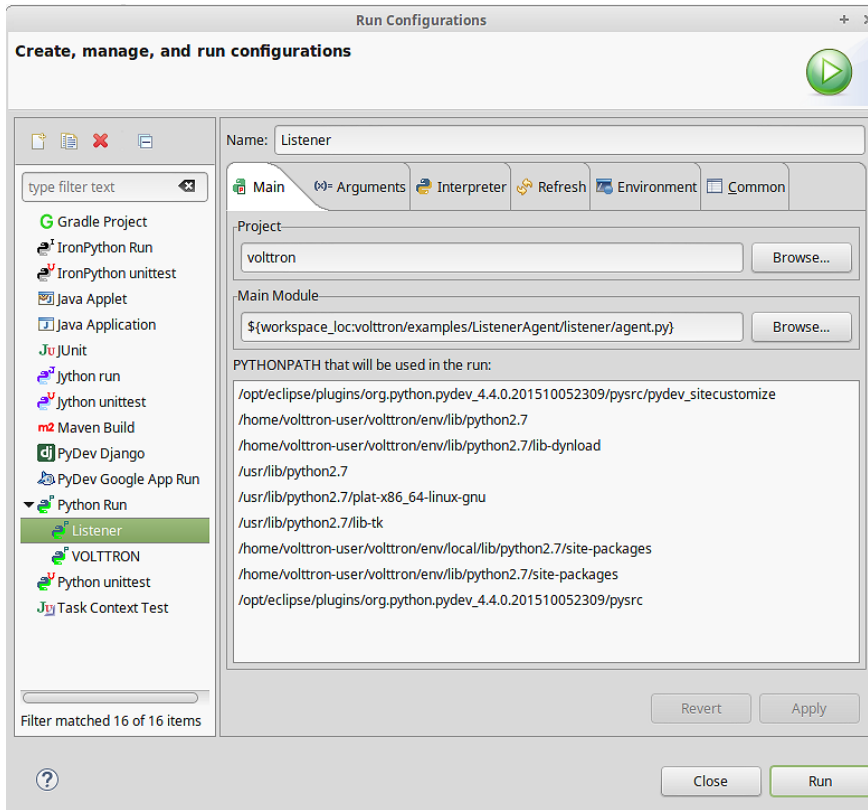 Run Configurations
Create, manage, and run configurations
Name: Listener
type filter text
Main
(x)= Arguments
Interpreter
Refresh
Environment
Common
G Gradle Project
IronPython Run
IronPython unittest
Java Applet
Java Application
JU JUnit
Jython run
Jython unittest
m2 Maven Build
dj PyDev Django
PyDev Google App Run
Python Run
Listener
VOLTTRON
Python unittest
JU Task Context Test
Filter matched 16 of 16 items
Project
volttron
Browse...
Main Module
${workspace_loc:volttron/examples/ListenerAgent/listener/agent.py}
Browse...
PYTHONPATH that will be used in the run:
/opt/eclipse/plugins/org.python.pydev_4.4.0.201510052309/pysrc/pydev_sitecustomize
/home/volttron-user/volttron/env/lib/python2.7
/home/volttron-user/volttron/env/lib/python2.7/lib-dynload
/usr/lib/python2.7
/usr/lib/python2.7/plat-x86_64-linux-gnu
/usr/lib/python2.7/lib-tk
/home/volttron-user/volttron/env/local/lib/python2.7/site-packages
/home/volttron-user/volttron/env/lib/python2.7/site-packages
/opt/eclipse/plugins/org.python.pydev_4.4.0.201510052309/pysrc
Revert
Apply
?
Close
Run